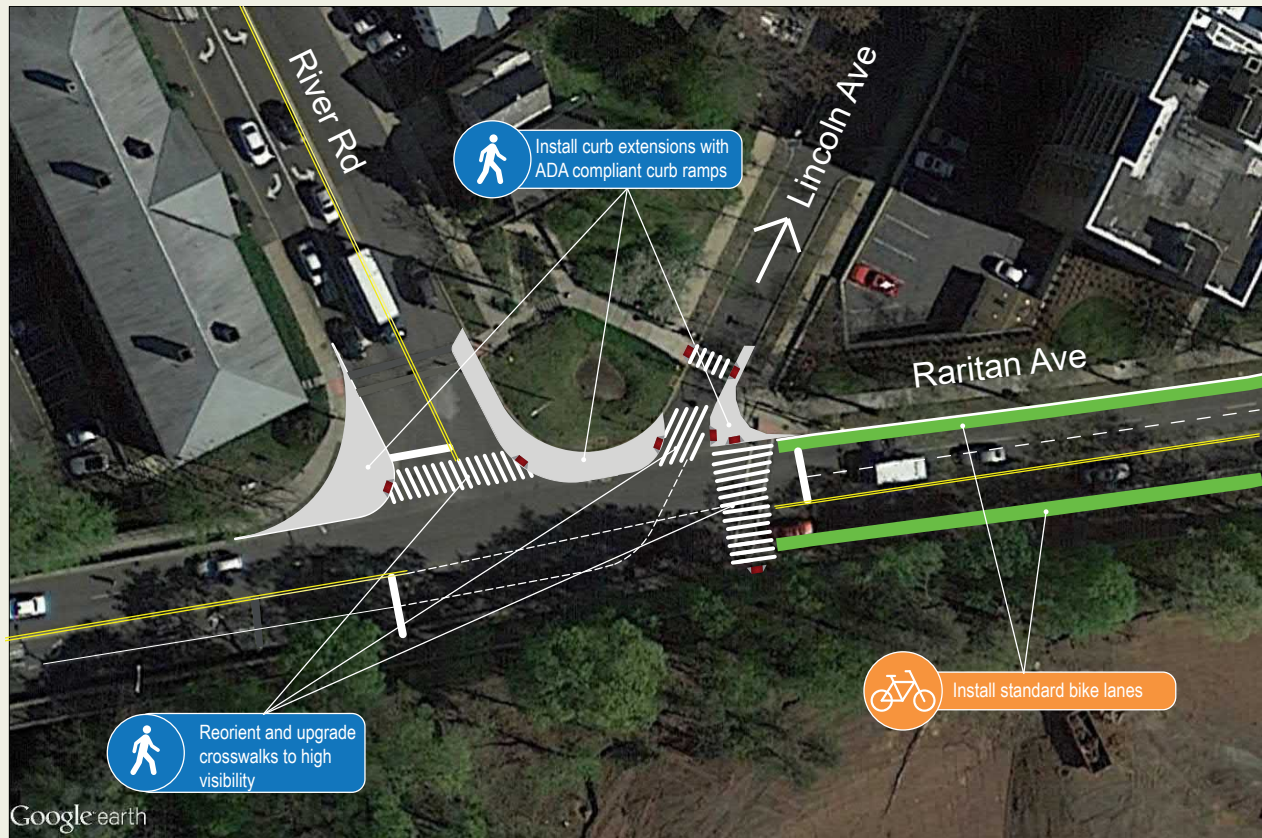 River Rd
Lincoln Ave
Install curb extensions with
ADA compliant curb ramps
Raritan Ave
Install standard bike lanes
Reorient and upgrade
crosswalks to high
visibility
Google earth